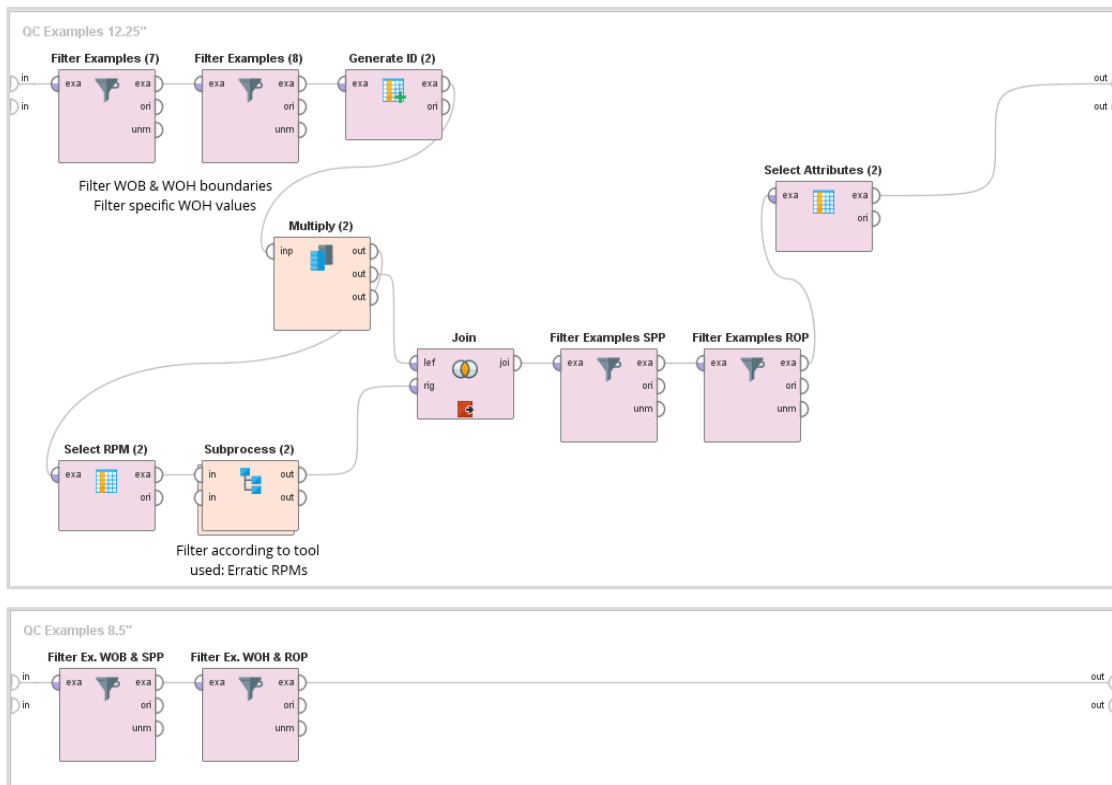 QC Examples 12.25"
Filter Examples (7)
Filter Examples (8)
Generate ID (2)
in
exa
exa
exa
exa
exa
exa
out
in
ori
ori
ori
out
unm
unm
Filter WOB & WOH boundaries
Filter specific WOH values
Select Attributes (2)
exa
exa
ori
Multiply (2)
inp
out
out
out
Join
Filter Examples SPP
Filter Examples ROP
lef
joi
exa
exa
exa
exa
rig
ori
ori
unm
unm
Select RPM (2)
Subprocess (2)
exa
exa
in
out
ori
in
out
Filter according to tool
used: Erratic RPMs
QC Examples 8.5"
Filter Ex. WOB & SPP
Filter Ex. WOH & ROP
in
exa
exa
exa
exa
out
in
ori
ori
out
unm
unm